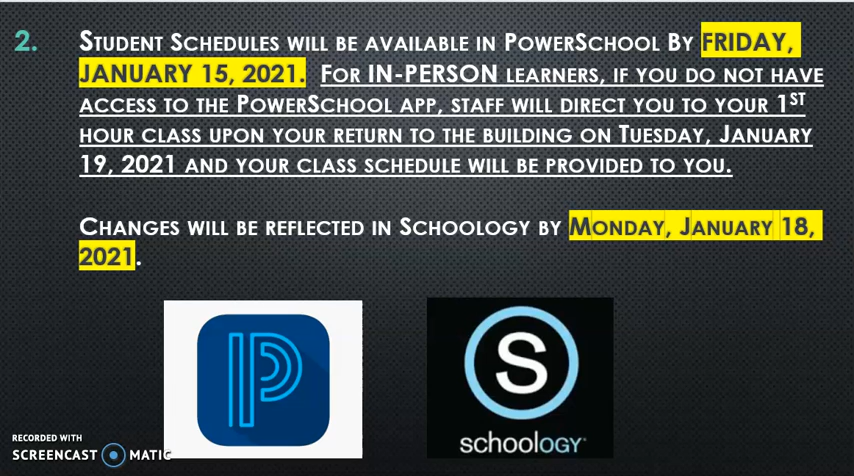 2. Student Schedules will be available in PowerSchool By FRIDAY,
JANUARY 15, 2021. For IN-PERSON learners, if you do not have
access to the PowerSchool app, staff will direct you to your 1ST
hour class upon your return to the building on Tuesday, January
19, 2021 and your class schedule will be provided to you.
Changes will be reflected in Schoology by Monday, January 18,
2021.
P
S
schoology
RECORDED WITH
SCREENCAST MATIC